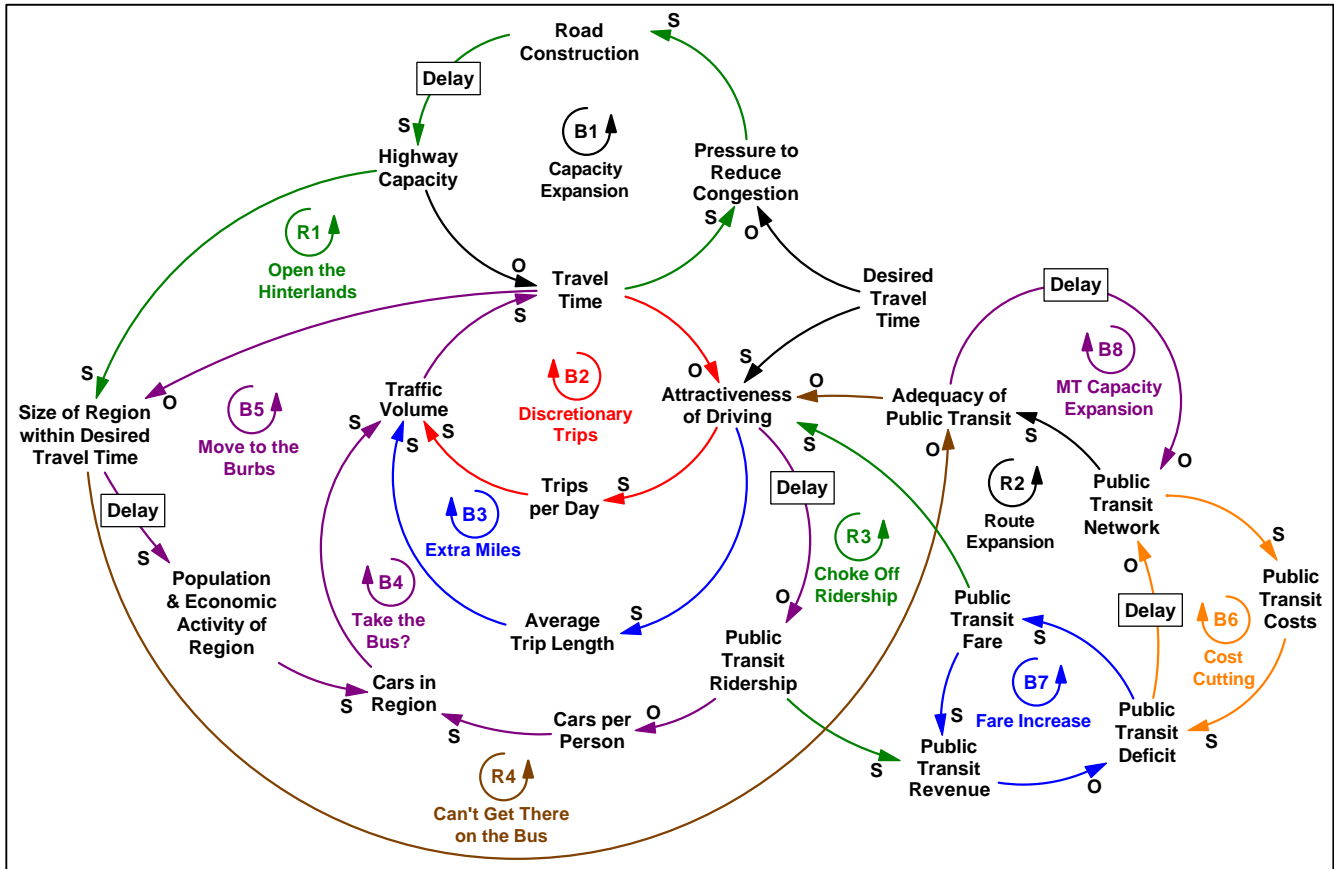 Road
Construction
S
Delay
S
B1
Capacity
Expansion
Highway
Capacity
Pressure to
Reduce
Congestion
S
O
R1
Open the
Hinterlands
O
S
Travel
Time
Desired
Travel
Time
Delay
B8
MT Capacity
Expansion
S
O
B5
Move to the
Burbs
Size of Region
within Desired
Travel Time
Traffic
Volume
S
S
S
B2
Discretionary
Trips
O
S
Attractiveness
of Driving
O
S
Adequacy of
Public Transit
O
S
O
Delay
S
Trips
per Day
S
Delay
R2
Route
Expansion
Public
Transit
Network
S
B3
Extra Miles
R3
Choke Off
Ridership
O
Delay
Population
& Economic
Activity of
Region
B4
Take the
Bus?
Average
Trip Length
S
O
Public
Transit
Ridership
Public
Transit
Fare
S
Public
Transit
Costs
B6
Cost
Cutting
S
Cars in
Region
S
S
Cars per
Person
O
B7
Fare Increase
S
Public
Transit
Deficit
S
O
Public
Transit
Revenue
S
R4
Can't Get There
on the Bus